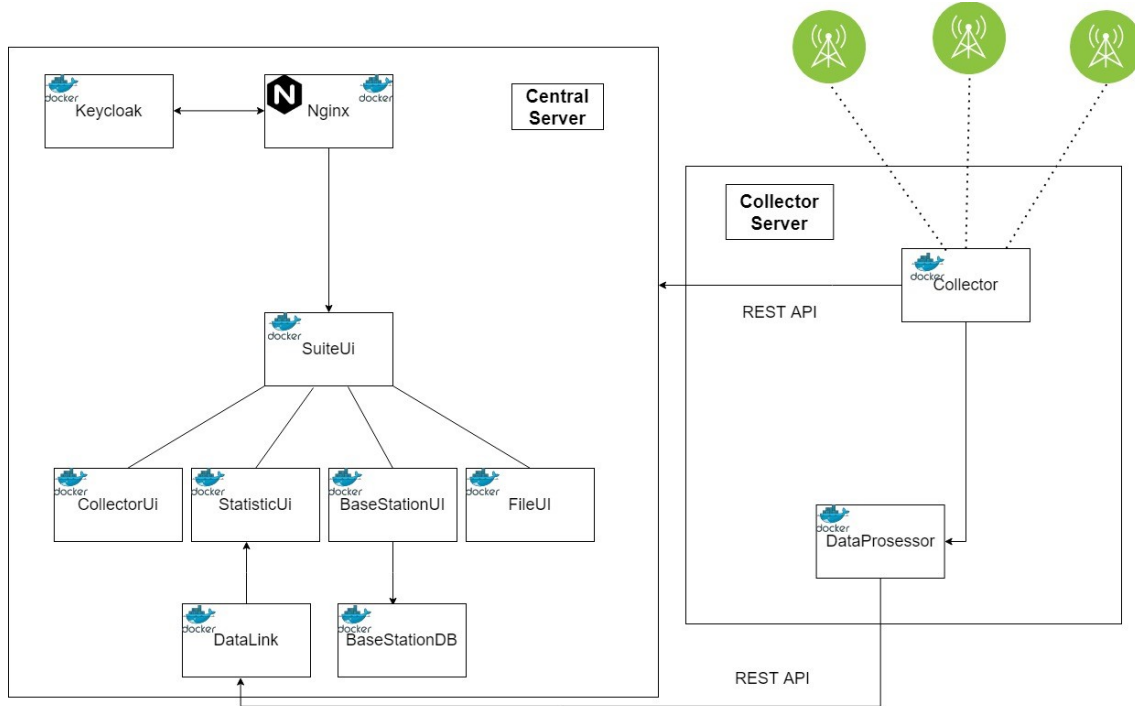 Central
Server
docker
Keycloak
N
Nginx
docker
Collector
Server
docker
Collector
REST API
docker
SuiteUi
docker
CollectorUi
docker
StatisticUi
docker
BaseStationUI
docker
FileUI
docker
DataProsessor
docker
DataLink
docker
BaseStationDB
REST API